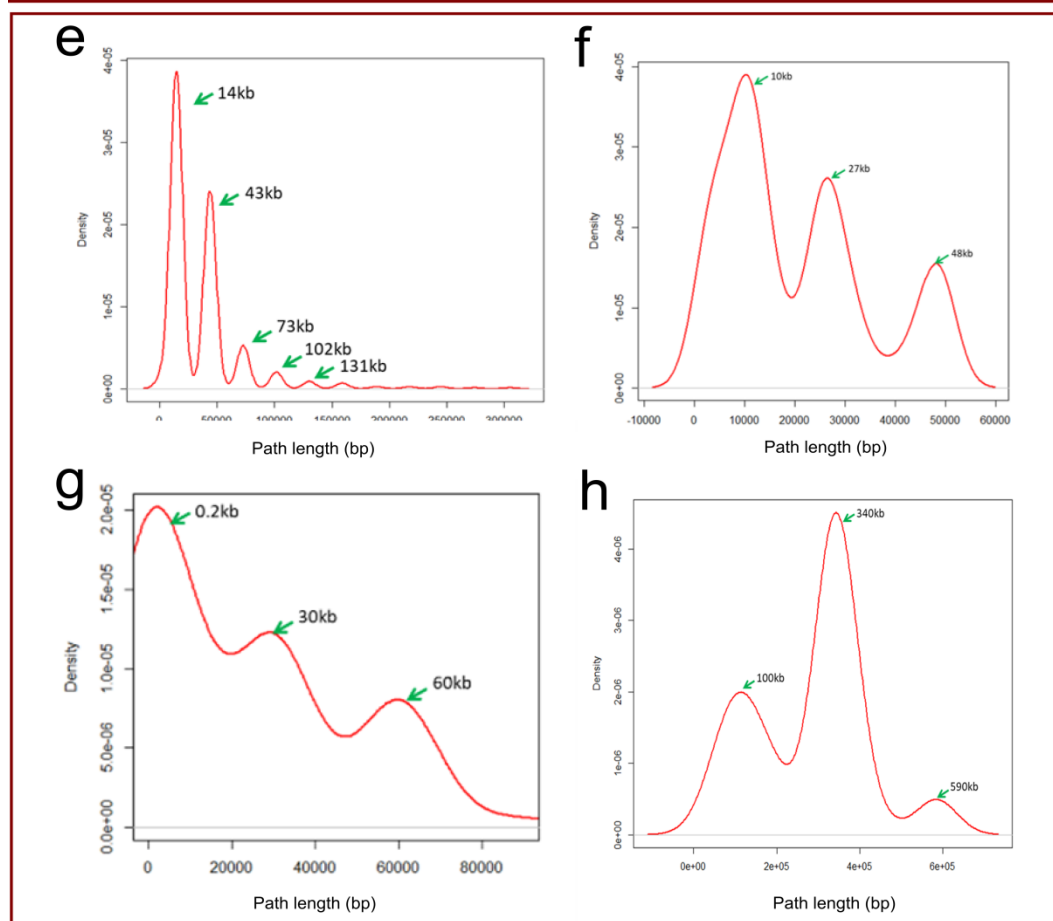 e
4e-05
3e-05
2e-05
1e-05
0e+00
Density
14kb
43kb
73kb
102kb
131kb
0
50000
100000
150000
200000
250000
300000
Path length (bp)
f
4e-05
3e-05
2e-05
1e-05
0e+00
Density
10kb
27kb
48kb
-10000
0
10000
20000
30000
40000
50000
60000
Path length (bp)
g
2.0e-05
1.5e-05
1.0e-05
5.0e-06
0.0e+00
Density
0.2kb
30kb
60kb
0
20000
40000
60000
80000
Path length (bp)
h
4e-06
3e-06
2e-06
1e-06
0e+00
Density
100kb
340kb
590kb
0e+00
2e+05
4e+05
6e+05
Path length (bp)